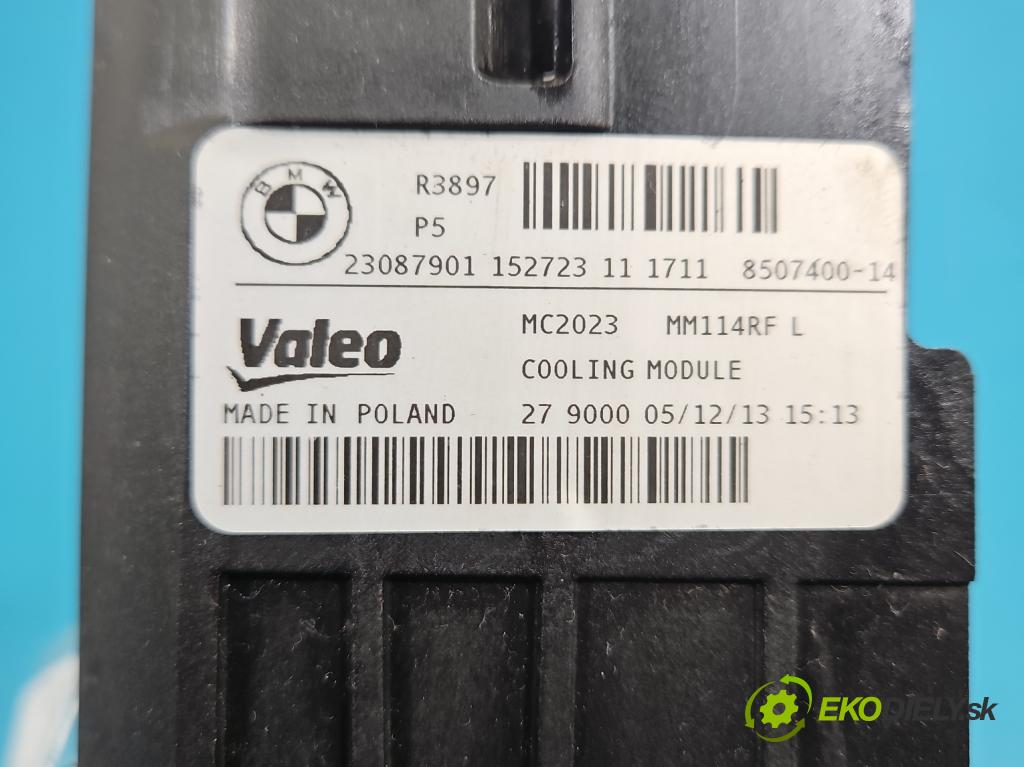 BMW
R3897
P5
23087901 152723 11 1711 8507400-14
Valeo
MC2023 MM114RF L
COOLING MODULE
MADE IN POLAND 27 9000 05/12/13 15:13
EKODIELY.sk